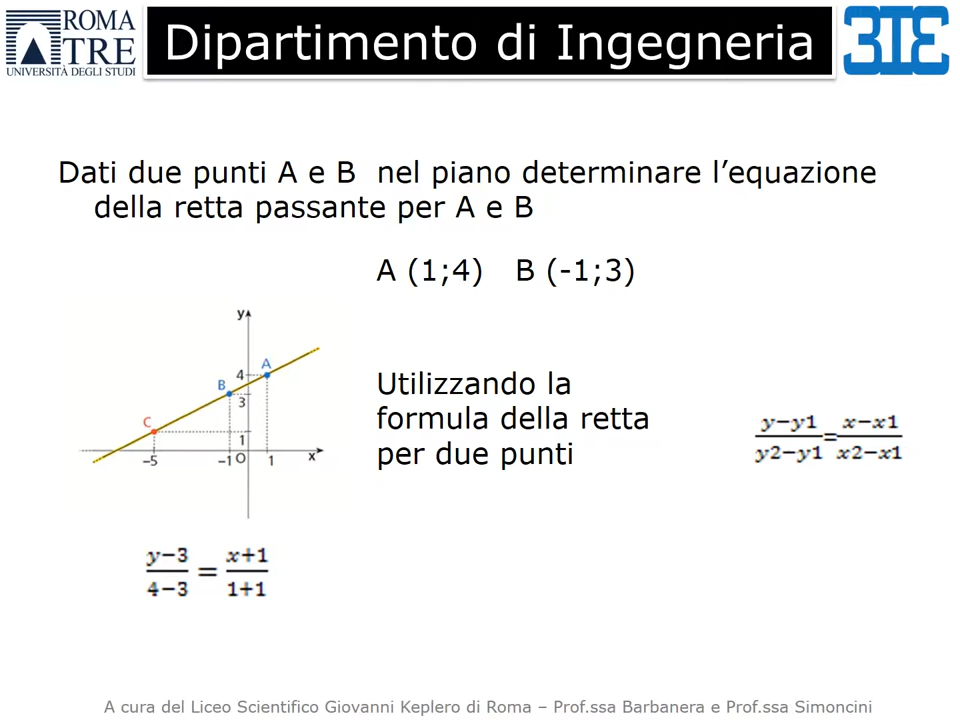 ROMA
TRE
UNIVERSITÀ DEGLI STUDI
Dipartimento di Ingegneria
Dati due punti A e B nel piano determinare l'equazione
della retta passante per A e B
A (1;4) B (-1;3)
y
A
4
B
3
C
1
-5
-1
O
1
x
Utilizzando la
formula della retta
per due punti
y-y1 x-x1
=
y2-y1 x2-x1
y-3 x+1
=
4-3 1+1
A cura del Liceo Scientifico Giovanni Keplero di Roma – Prof.ssa Barbanera e Prof.ssa Simoncini